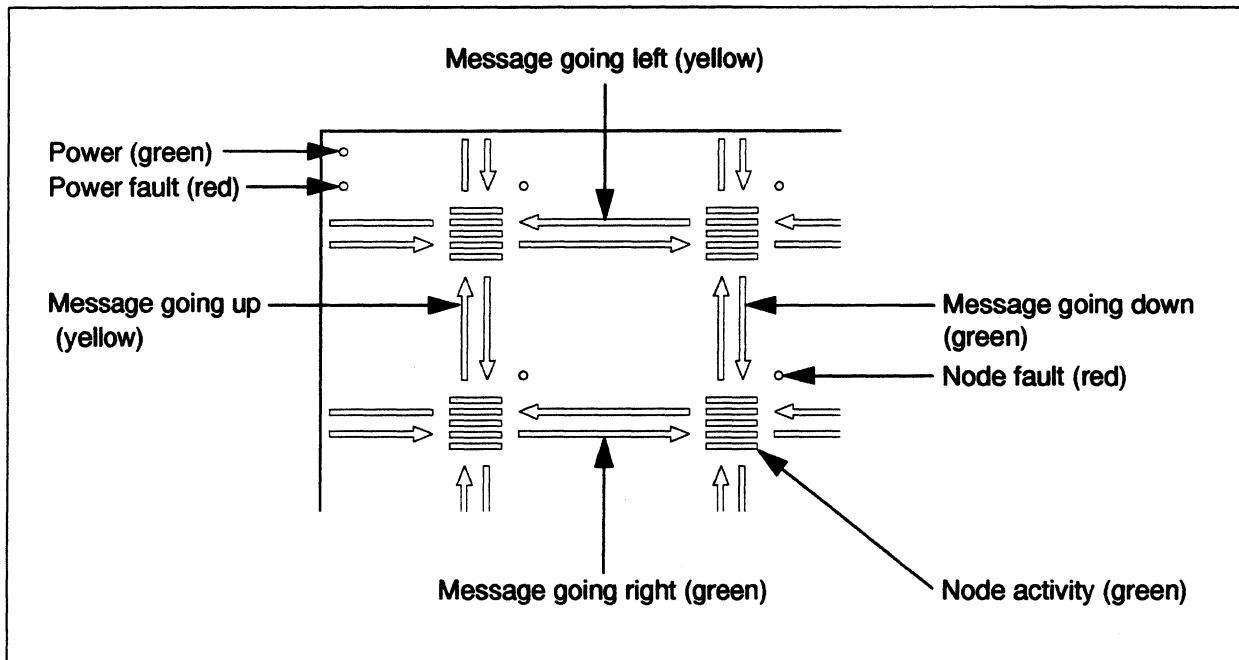 Message going left (yellow)
Power (green)
Power fault (red)
Message going up
(yellow)
Message going down
(green)
Node fault (red)
Message going right (green)
Node activity (green)